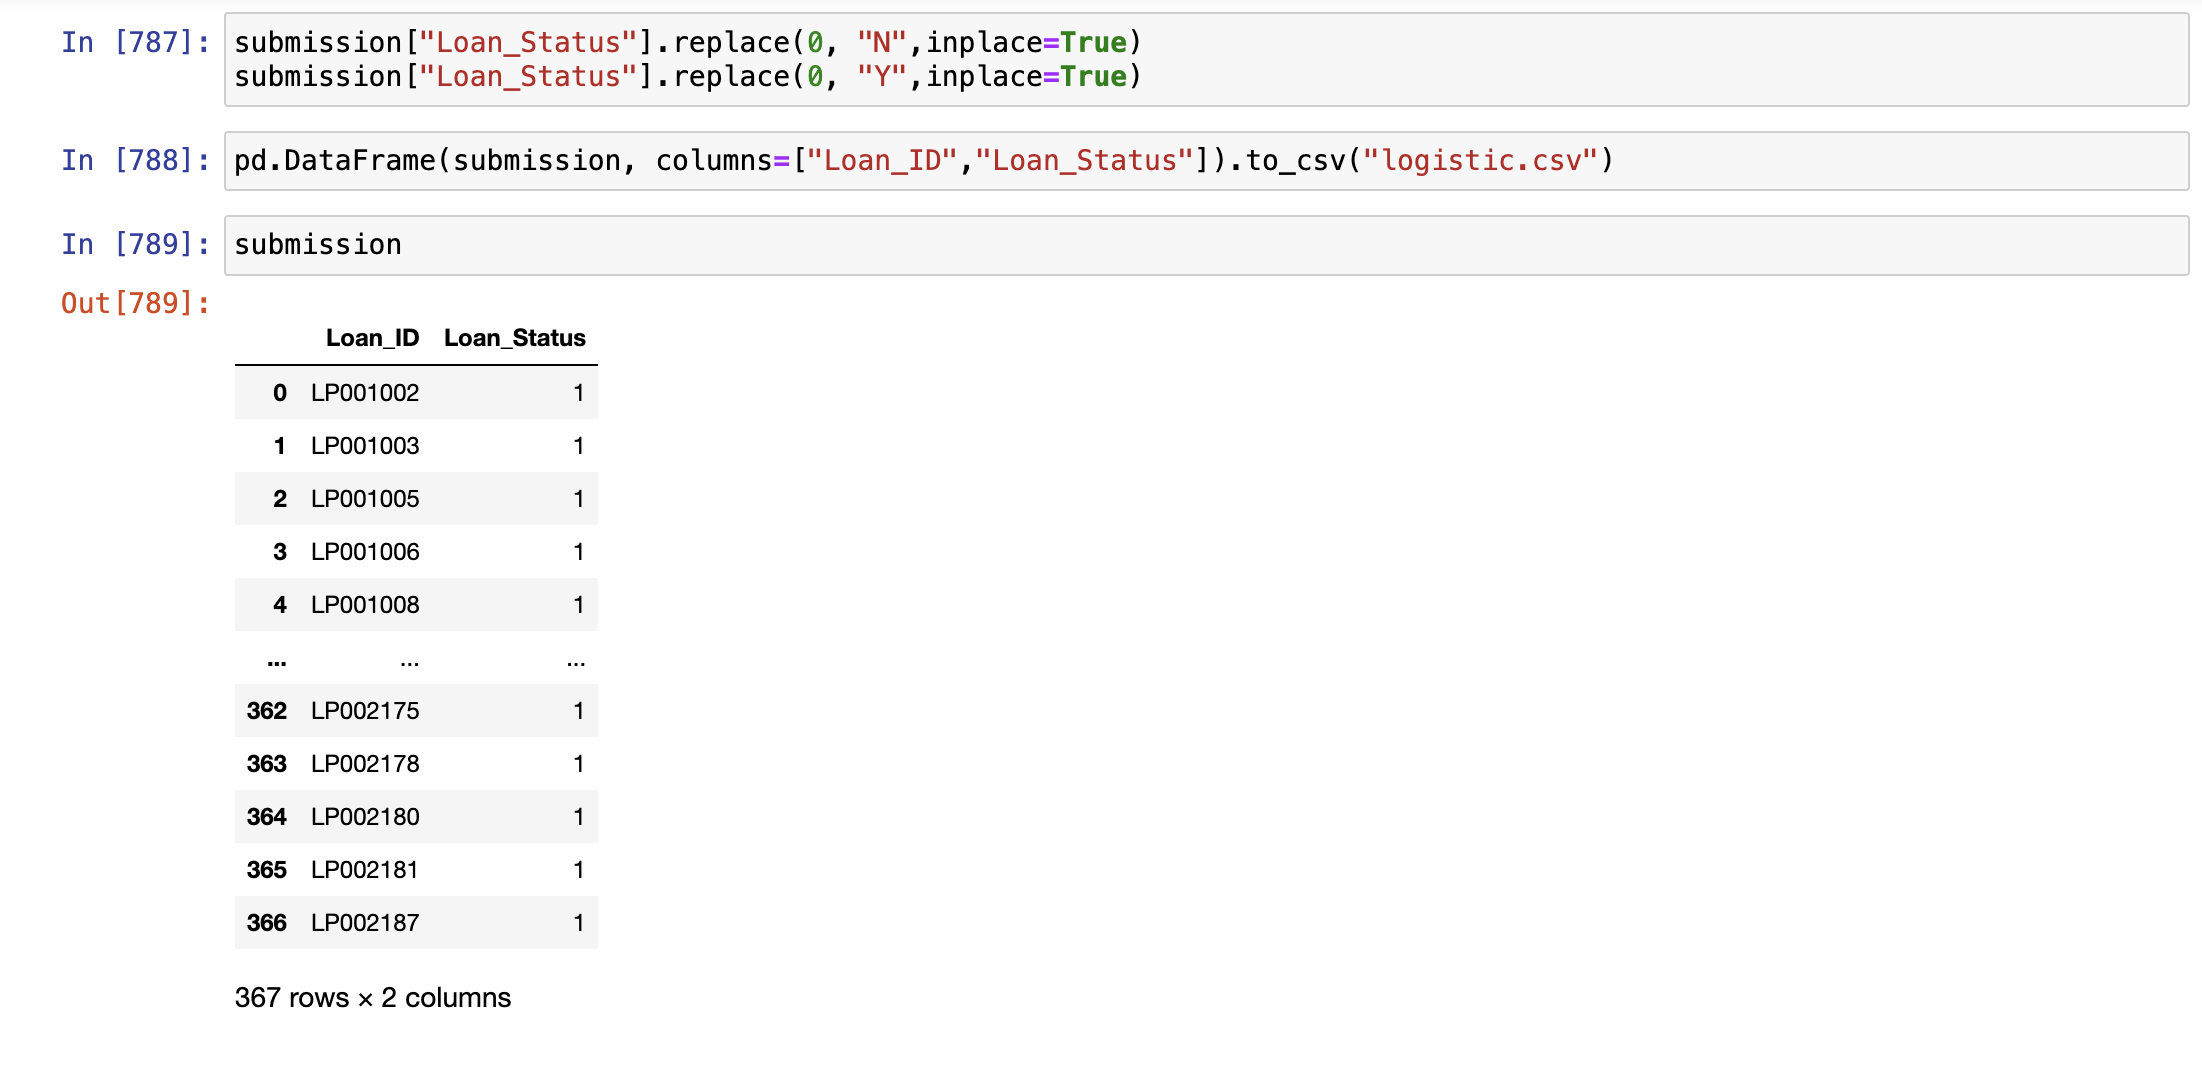 In [787]: submission["Loan_Status"].replace(0, "N",inplace=True)
submission["Loan_Status"].replace(0, "Y",inplace=True)
In [788]: pd.DataFrame(submission, columns=["Loan_ID","Loan_Status"]).to_csv("logistic.csv")
In [789]: submission
Out[789]:
Loan_ID Loan_Status
0 LP001002 1
1 LP001003 1
2 LP001005 1
3 LP001006 1
4 LP001008 1
... ... ...
362 LP002175 1
363 LP002178 1
364 LP002180 1
365 LP002181 1
366 LP002187 1
367 rows × 2 columns